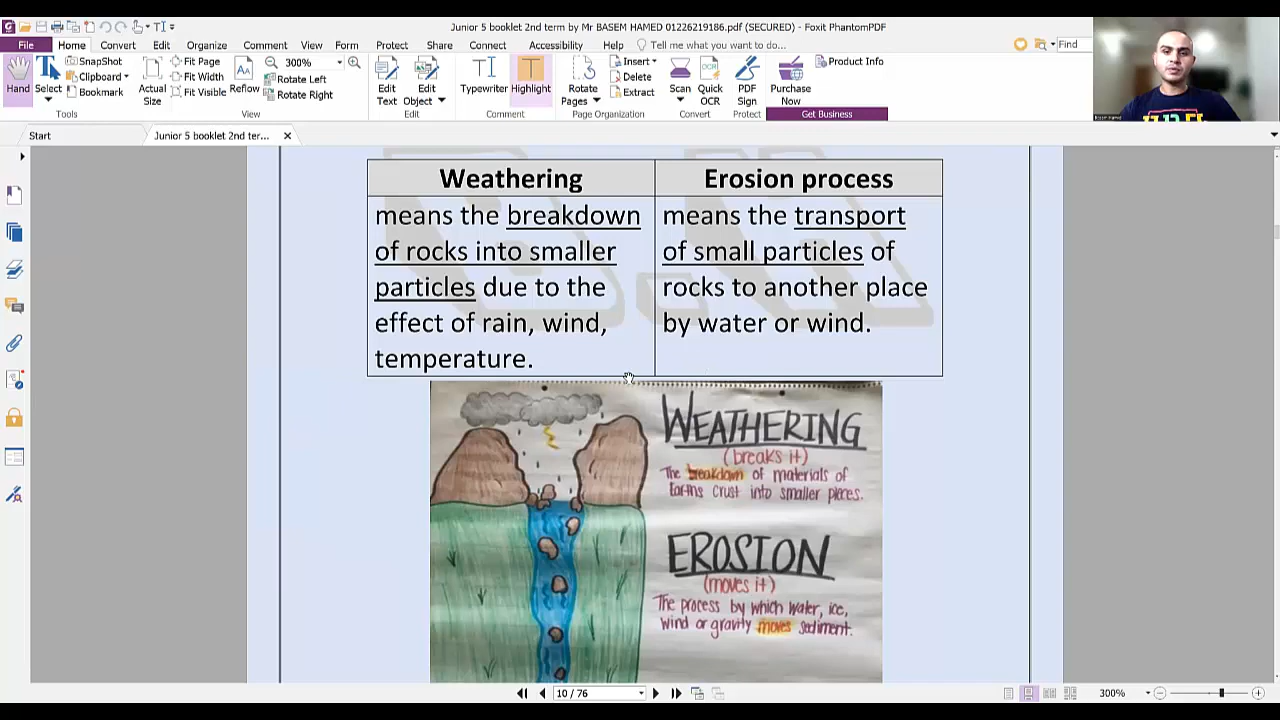 Junior 5 booklet 2nd term by Mr BASEM HAMED 01226219186.pdf (SECURED) - Foxit PhantomPDF
File Home Convert Edit Organize Comment View Form Protect Share Connect Accessibility Help Tell me what you want to do... Find
SnapShot Fit Page 300% Rotate Left Insert Product Info
Clipboard Fit Width Rotate Right Delete
Bookmark Fit Visible Extract
Hand Select Actual Size Reflow Edit Text Edit Object Typewriter Highlight Rotate Pages Scan Quick OCR PDF Sign Purchase Now
Tools View Edit Comment Page Organization Convert Protect Get Business
Start Junior 5 booklet 2nd ter...
Weathering
means the breakdown
of rocks into smaller
particles due to the
effect of rain, wind,
temperature.
Erosion process
means the transport
of small particles of
rocks to another place
by water or wind.
WEATHERING
(breaks it)
The breakdown of materials of
Earths crust into smaller pieces.
EROSION
(moves it)
The process by which water, ice,
wind or gravity moves sediment.
10 / 76 300%